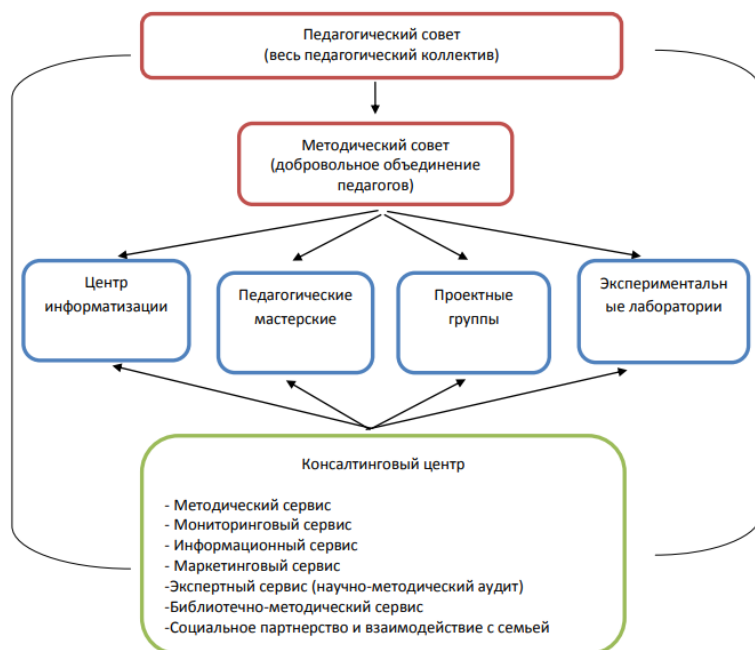 Педагогический совет
(весь педагогический коллектив)
Методический совет
(добровольное объединение
педагогов)
Центр
информатизации
Педагогические
мастерские
Проектные
группы
Экспериментальн
ые лаборатории
Консалтинговый центр
- Методический сервис
- Мониторинговый сервис
- Информационный сервис
- Маркетинговый сервис
-Экспертный сервис (научно-методический аудит)
-Библиотечно-методический сервис
-Социальное партнерство и взаимодействие с семьей